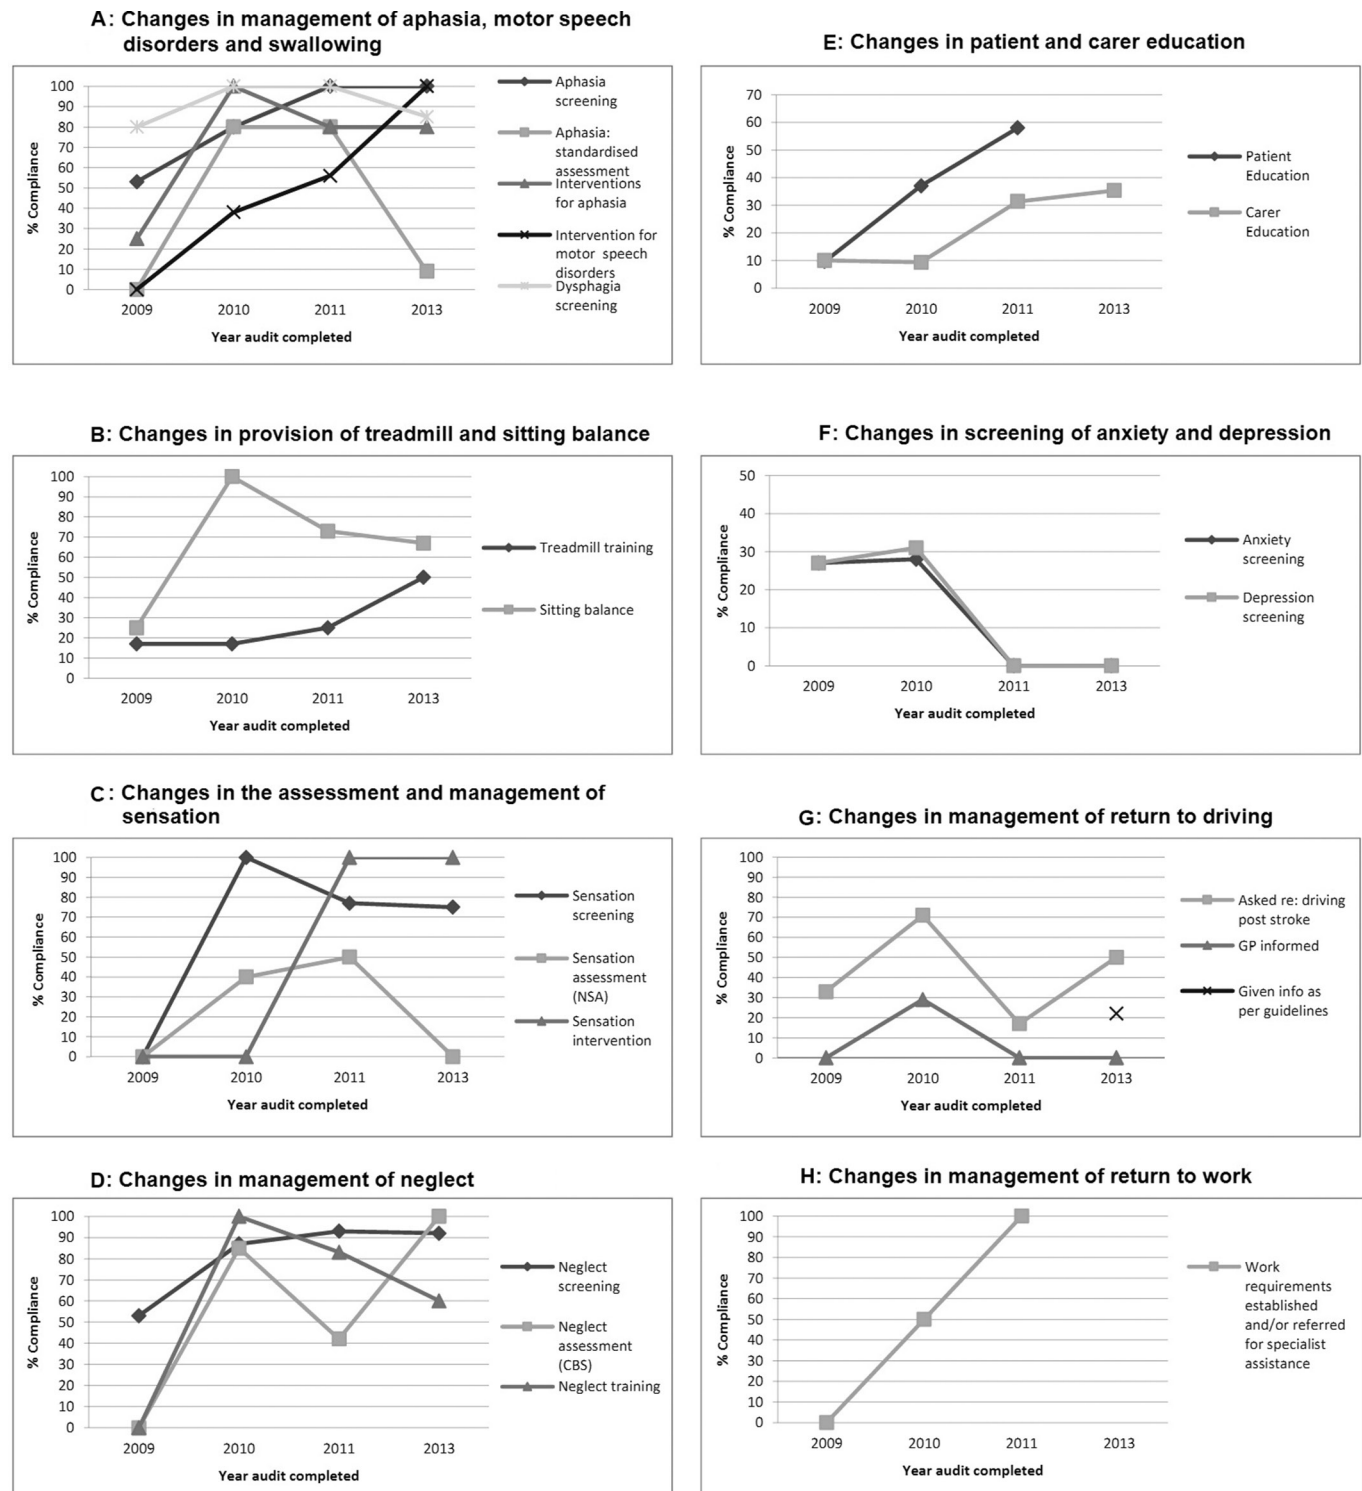 A: Changes in management of aphasia, motor speech
disorders and swallowing
100
90
80
70
60
50
40
30
20
10
0
% Compliance
2009 2010 2011 2013
Year audit completed
Aphasia
screening
Aphasia:
standardised
assessment
Interventions
for aphasia
Intervention for
motor speech
disorders
Dysphagia
screening
E: Changes in patient and carer education
70
60
50
40
30
20
10
0
% Compliance
2009 2010 2011 2013
Year audit completed
Patient
Education
Carer
Education
B: Changes in provision of treadmill and sitting balance
100
90
80
70
60
50
40
30
20
10
0
% Compliance
2009 2010 2011 2013
Year audit completed
Treadmill training
Sitting balance
F: Changes in screening of anxiety and depression
50
40
30
20
10
0
% Compliance
2009 2010 2011 2013
Year audit completed
Anxiety
screening
Depression
screening
C: Changes in the assessment and management of
sensation
100
90
80
70
60
50
40
30
20
10
0
% Compliance
2009 2010 2011 2013
Year audit completed
Sensation
screening
Sensation
assessment
(NSA)
Sensation
intervention
G: Changes in management of return to driving
100
90
80
70
60
50
40
30
20
10
0
% Compliance
2009 2010 2011 2013
Year audit completed
Asked re: driving
post stroke
GP informed
Given info as
per guidelines
D: Changes in management of neglect
100
90
80
70
60
50
40
30
20
10
0
% Compliance
2009 2010 2011 2013
Year audit completed
Neglect
screening
Neglect
assessment
(CBS)
Neglect training
H: Changes in management of return to work
100
90
80
70
60
50
40
30
20
10
0
% Compliance
2009 2010 2011 2013
Year audit completed
Work
requirements
established
and/or referred
for specialist
assistance